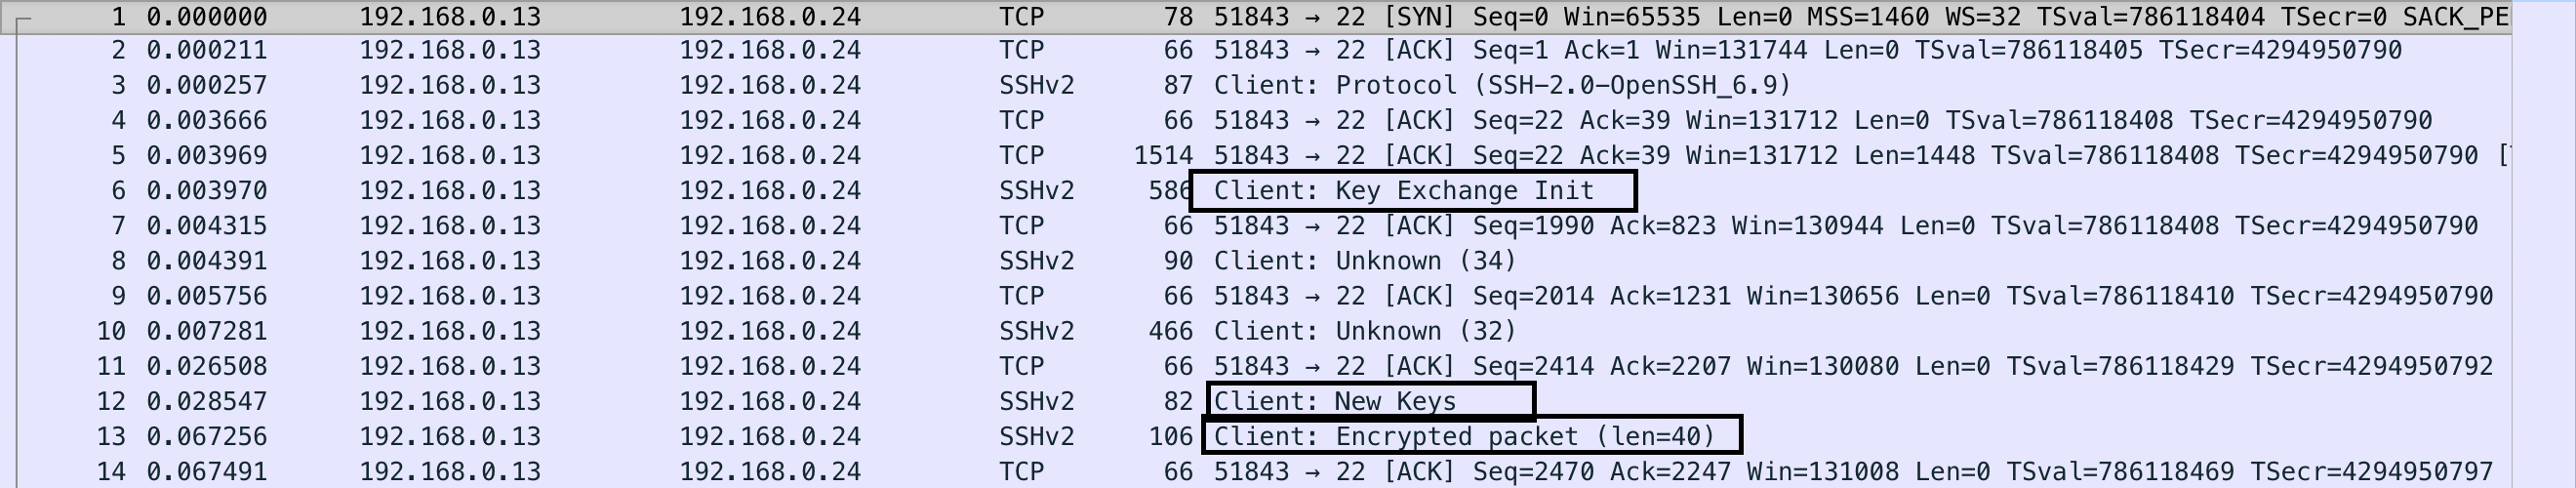 1 0.000000 192.168.0.13 192.168.0.24 TCP 78 51843 → 22 [SYN] Seq=0 Win=65535 Len=0 MSS=1460 WS=32 TSval=786118404 TSecr=0 SACK_PE
2 0.000211 192.168.0.13 192.168.0.24 TCP 66 51843 → 22 [ACK] Seq=1 Ack=1 Win=131744 Len=0 TSval=786118405 TSecr=4294950790
3 0.000257 192.168.0.13 192.168.0.24 SSHv2 87 Client: Protocol (SSH-2.0-OpenSSH_6.9)
4 0.003666 192.168.0.13 192.168.0.24 TCP 66 51843 → 22 [ACK] Seq=22 Ack=39 Win=131712 Len=0 TSval=786118408 TSecr=4294950790
5 0.003969 192.168.0.13 192.168.0.24 TCP 1514 51843 → 22 [ACK] Seq=22 Ack=39 Win=131712 Len=1448 TSval=786118408 TSecr=4294950790 [
6 0.003970 192.168.0.13 192.168.0.24 SSHv2 586 Client: Key Exchange Init
7 0.004315 192.168.0.13 192.168.0.24 TCP 66 51843 → 22 [ACK] Seq=1990 Ack=823 Win=130944 Len=0 TSval=786118408 TSecr=4294950790
8 0.004391 192.168.0.13 192.168.0.24 SSHv2 90 Client: Unknown (34)
9 0.005756 192.168.0.13 192.168.0.24 TCP 66 51843 → 22 [ACK] Seq=2014 Ack=1231 Win=130656 Len=0 TSval=786118410 TSecr=4294950790
10 0.007281 192.168.0.13 192.168.0.24 SSHv2 466 Client: Unknown (32)
11 0.026508 192.168.0.13 192.168.0.24 TCP 66 51843 → 22 [ACK] Seq=2414 Ack=2207 Win=130080 Len=0 TSval=786118429 TSecr=4294950792
12 0.028547 192.168.0.13 192.168.0.24 SSHv2 82 Client: New Keys
13 0.067256 192.168.0.13 192.168.0.24 SSHv2 106 Client: Encrypted packet (len=40)
14 0.067491 192.168.0.13 192.168.0.24 TCP 66 51843 → 22 [ACK] Seq=2470 Ack=2247 Win=131008 Len=0 TSval=786118469 TSecr=4294950797